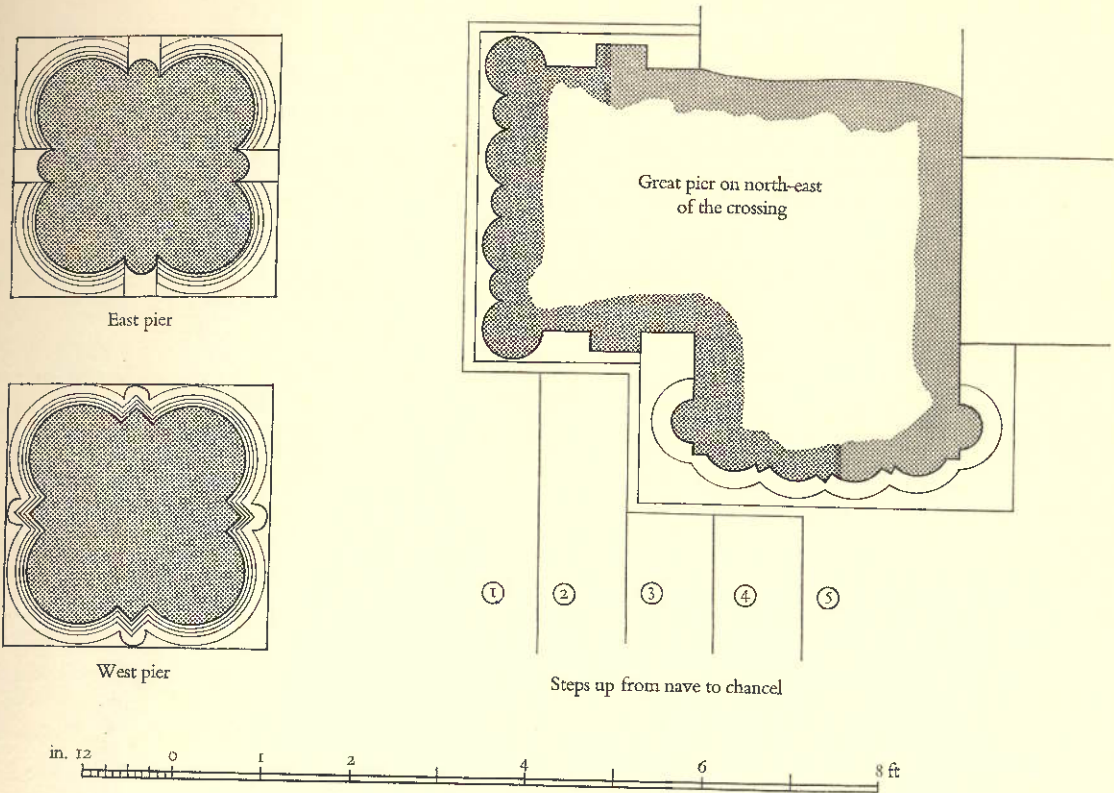 Great pier on north-east
of the crossing
East pier
West pier
1 2 3 4 5
Steps up from nave to chancel
in. 12 0 1 2 4 6 8 ft